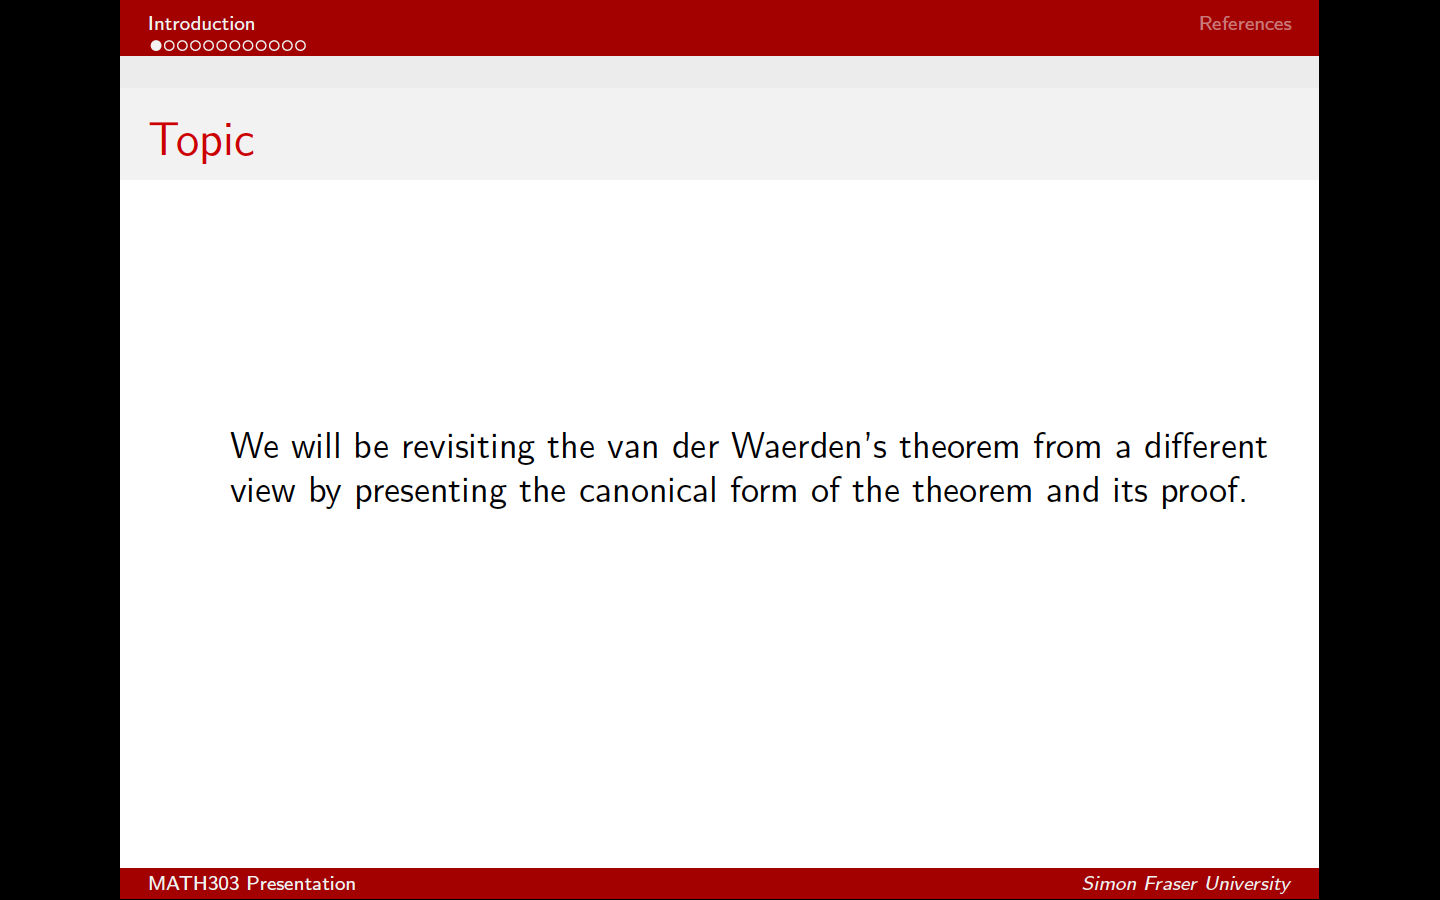 Introduction
References
Topic
We will be revisiting the van der Waerden's theorem from a different
view by presenting the canonical form of the theorem and its proof.
MATH303 Presentation
Simon Fraser University